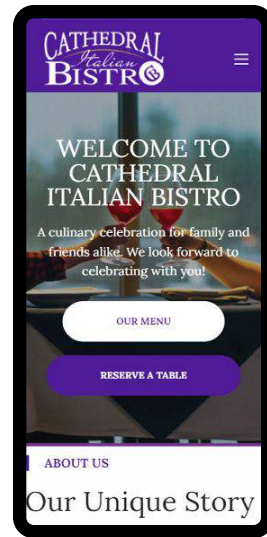 CATHEDRAL
Italian
BISTRO
WELCOME TO
CATHEDRAL
ITALIAN BISTRO
A culinary celebration for family and
friends alike. We look forward to
celebrating with you!
OUR MENU
RESERVE A TABLE
ABOUT US
Our Unique Story